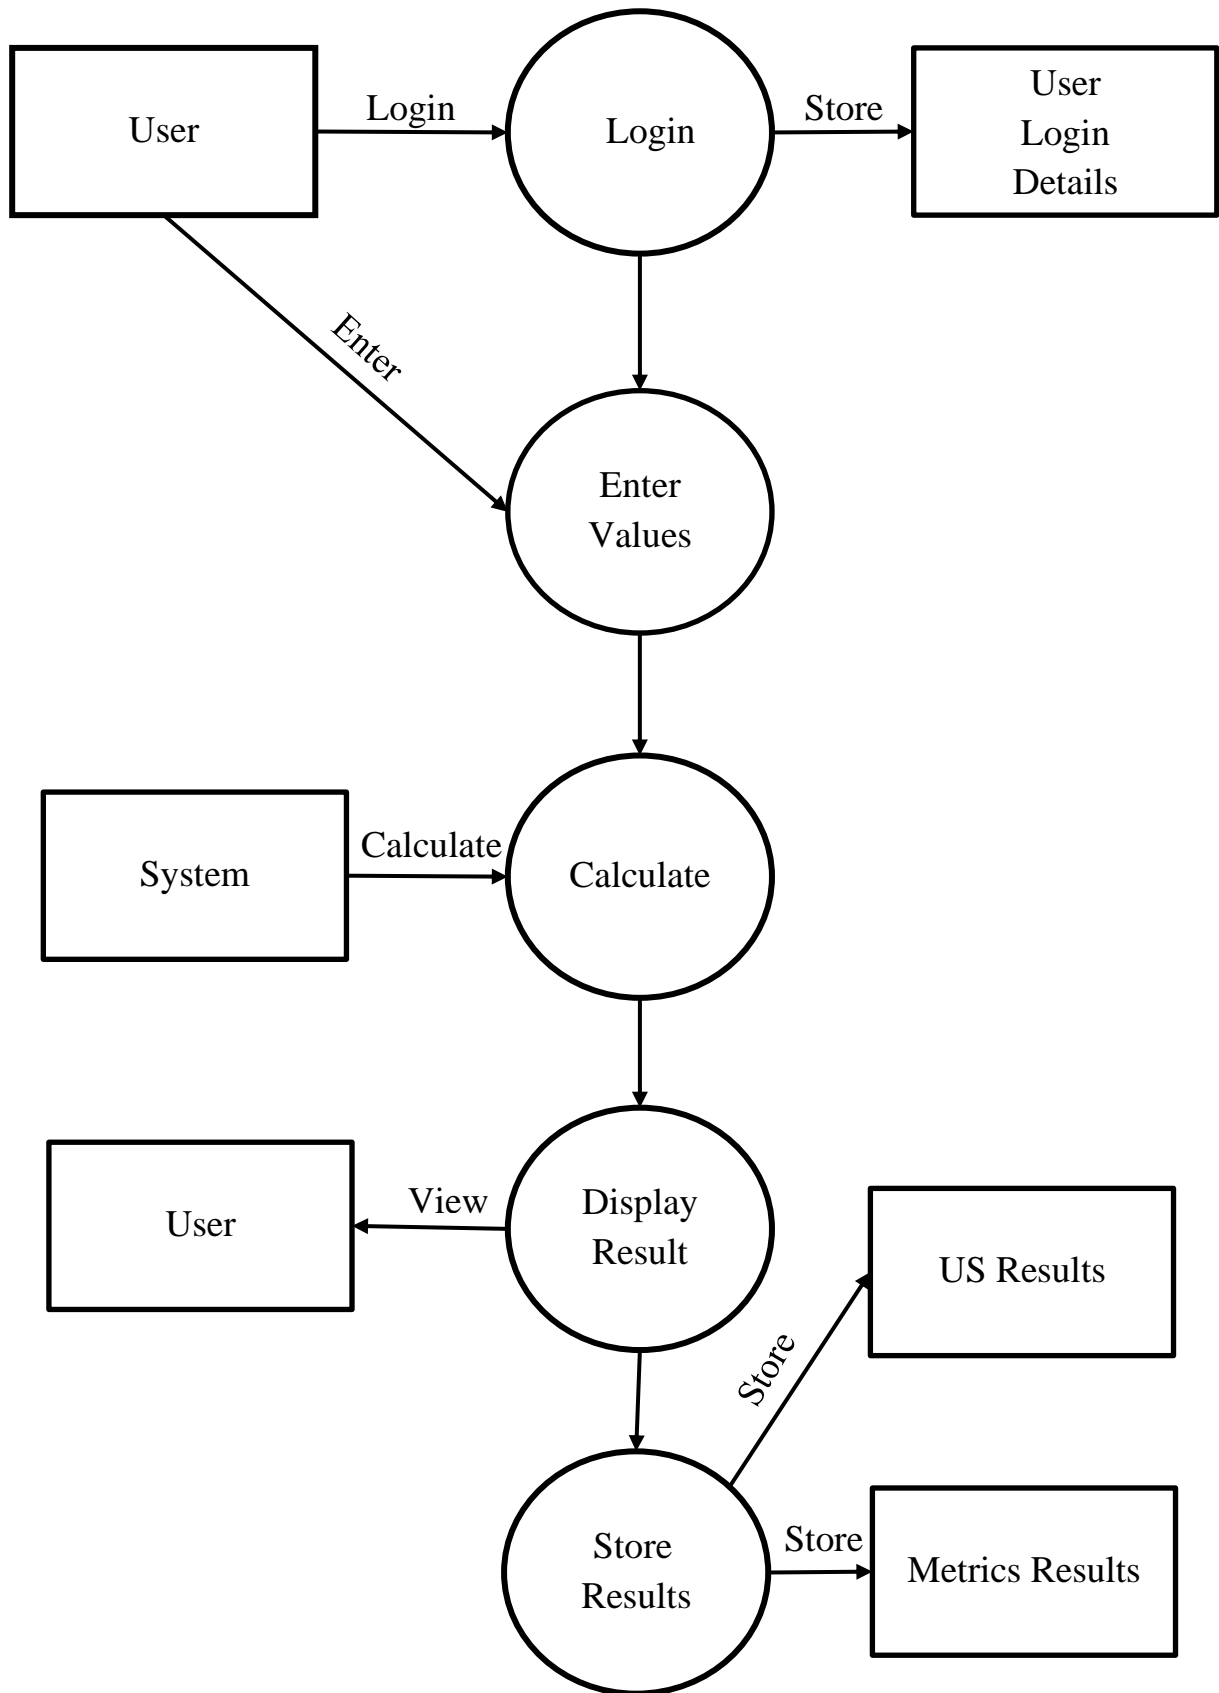 User
Login
Login
Store
User
Login
Details
Enter
Enter
Values
System
Calculate
Calculate
User
View
Display
Result
US Results
Store
Store
Results
Store
Metrics Results